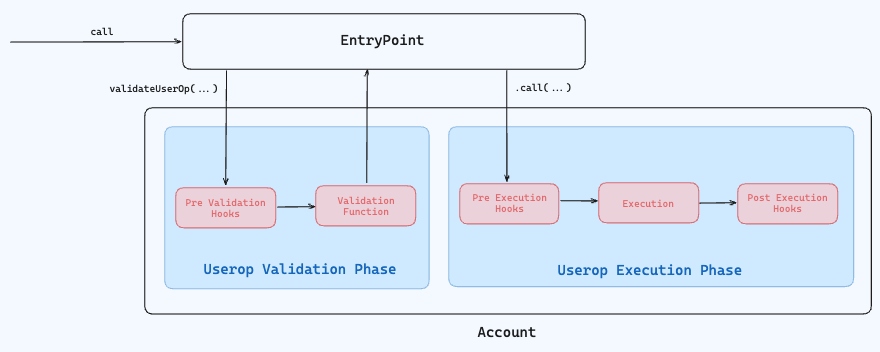 call
EntryPoint
validateUserOp(...)
.call(...)
Pre Validation
Hooks
Validation
Function
Pre Execution
Hooks
Execution
Post Execution
Hooks
Userop Validation Phase
Userop Execution Phase
Account